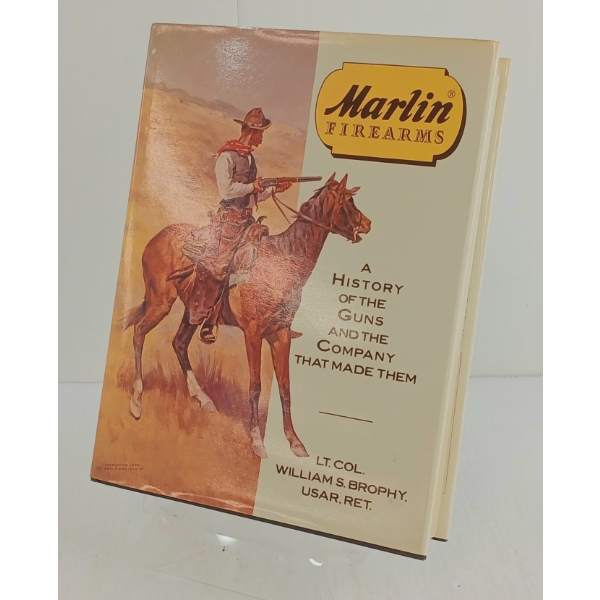 Marlin ®
FIREARMS
A
HISTORY
OF THE
GUNS
AND THE
COMPANY
THAT MADE THEM
LT. COL.
WILLIAM S. BROPHY,
USAR, RET.